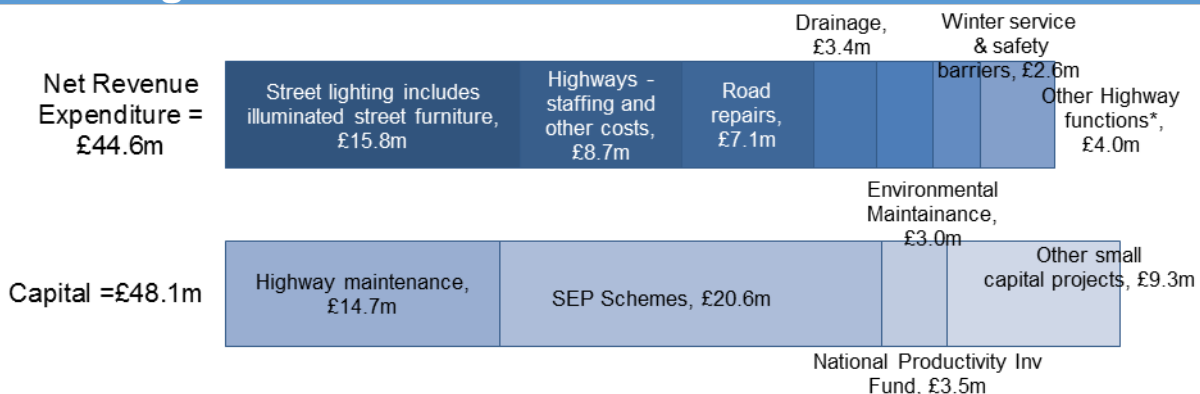 Net Revenue
Expenditure =
£44.6m
Street lighting includes
illuminated street furniture,
£15.8m
Highways -
staffing and
other costs,
£8.7m
Road
repairs,
£7.1m
Drainage,
£3.4m
Environmental
Maintainance,
£3.0m
Winter service
& safety
barriers, £2.6m
Other Highway
functions*,
£4.0m
Capital =£48.1m
Highway maintenance,
£14.7m
SEP Schemes, £20.6m
National Productivity Inv
Fund, £3.5m
Other small
capital projects, £9.3m